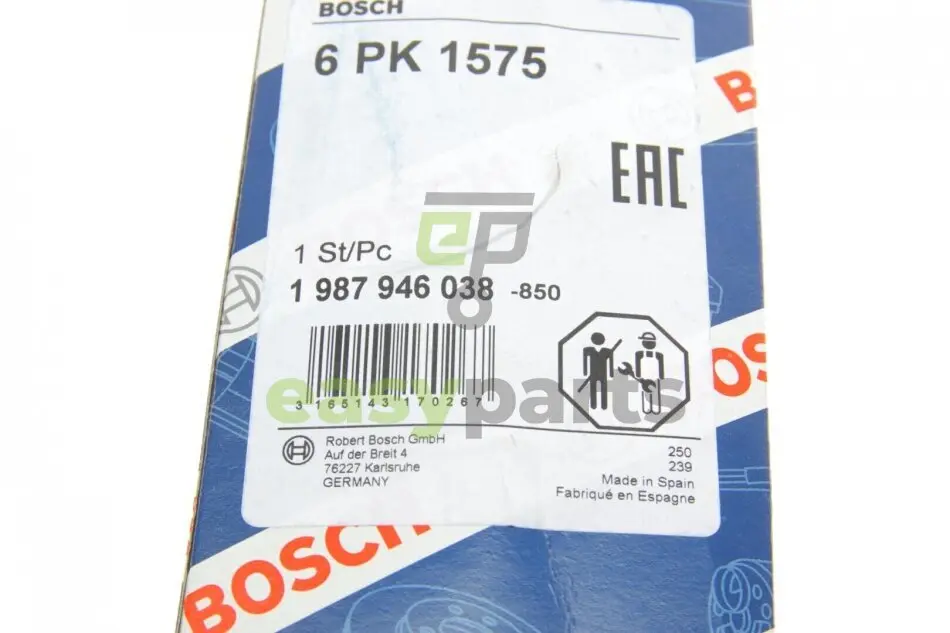 BOSCH
6 PK 1575
B
EAC
ep
1 St/Pc
1 987 946 038 -850
BOS
easyparts
3 165143 170267
Robert Bosch GmbH
Auf der Breit 4
76227 Karlsruhe
GERMANY
250
239
Made in Spain
Fabriqué en Espagne
BOSCH